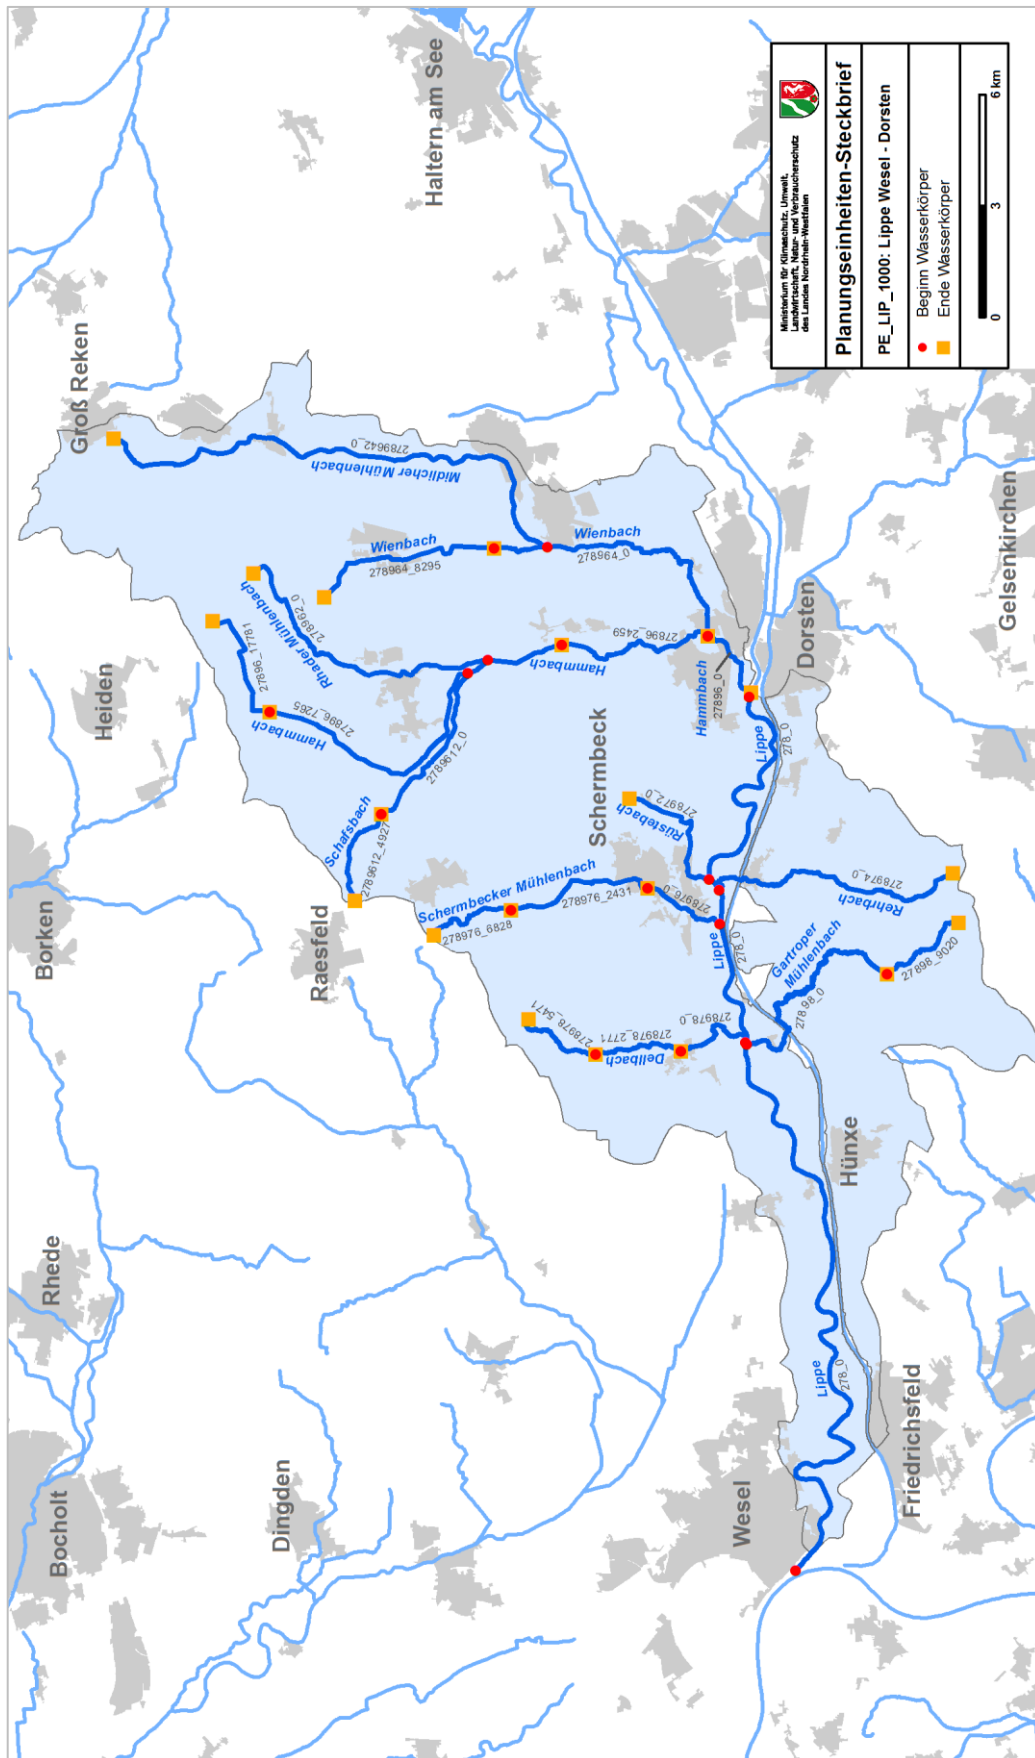 Bocholt
Rhede
Borken
Heiden
Groß Reken
Haltern am See
Dingden
Raesfeld
Schermbeck
Wesel
Friedrichsfeld
Hünxe
Dorsten
Gelsenkirchen
Midlicher Mühlenbach
2789642_0
Wienbach
278964_8295
Wienbach
278964_0
Rhader Mühlenbach
278962_0
27896_17781
Hammbach
27896_7265
Hammbach
27896_2459
Hammbach
27896_0
Schafsbach
2789612_4927
2789612_0
Schermbecker Mühlenbach
278976_6828
278976_2431
278976_0
Rüstebach
278972_0
Lippe
278_0
Lippe
278_0
Lippe
278_0
Rehrbach
278974_0
Gartroper
Mühlenbach
27898_0
27898_9020
Dellbach
278978_5471
278978_2771
278978_0
Ministerium für Klimaschutz, Umwelt,
Landwirtschaft, Natur- und Verbraucherschutz
des Landes Nordrhein-Westfalen
Planungseinheiten-Steckbrief
PE_LIP_1000: Lippe Wesel - Dorsten
Beginn Wasserkörper
Ende Wasserkörper
0 3 6 km